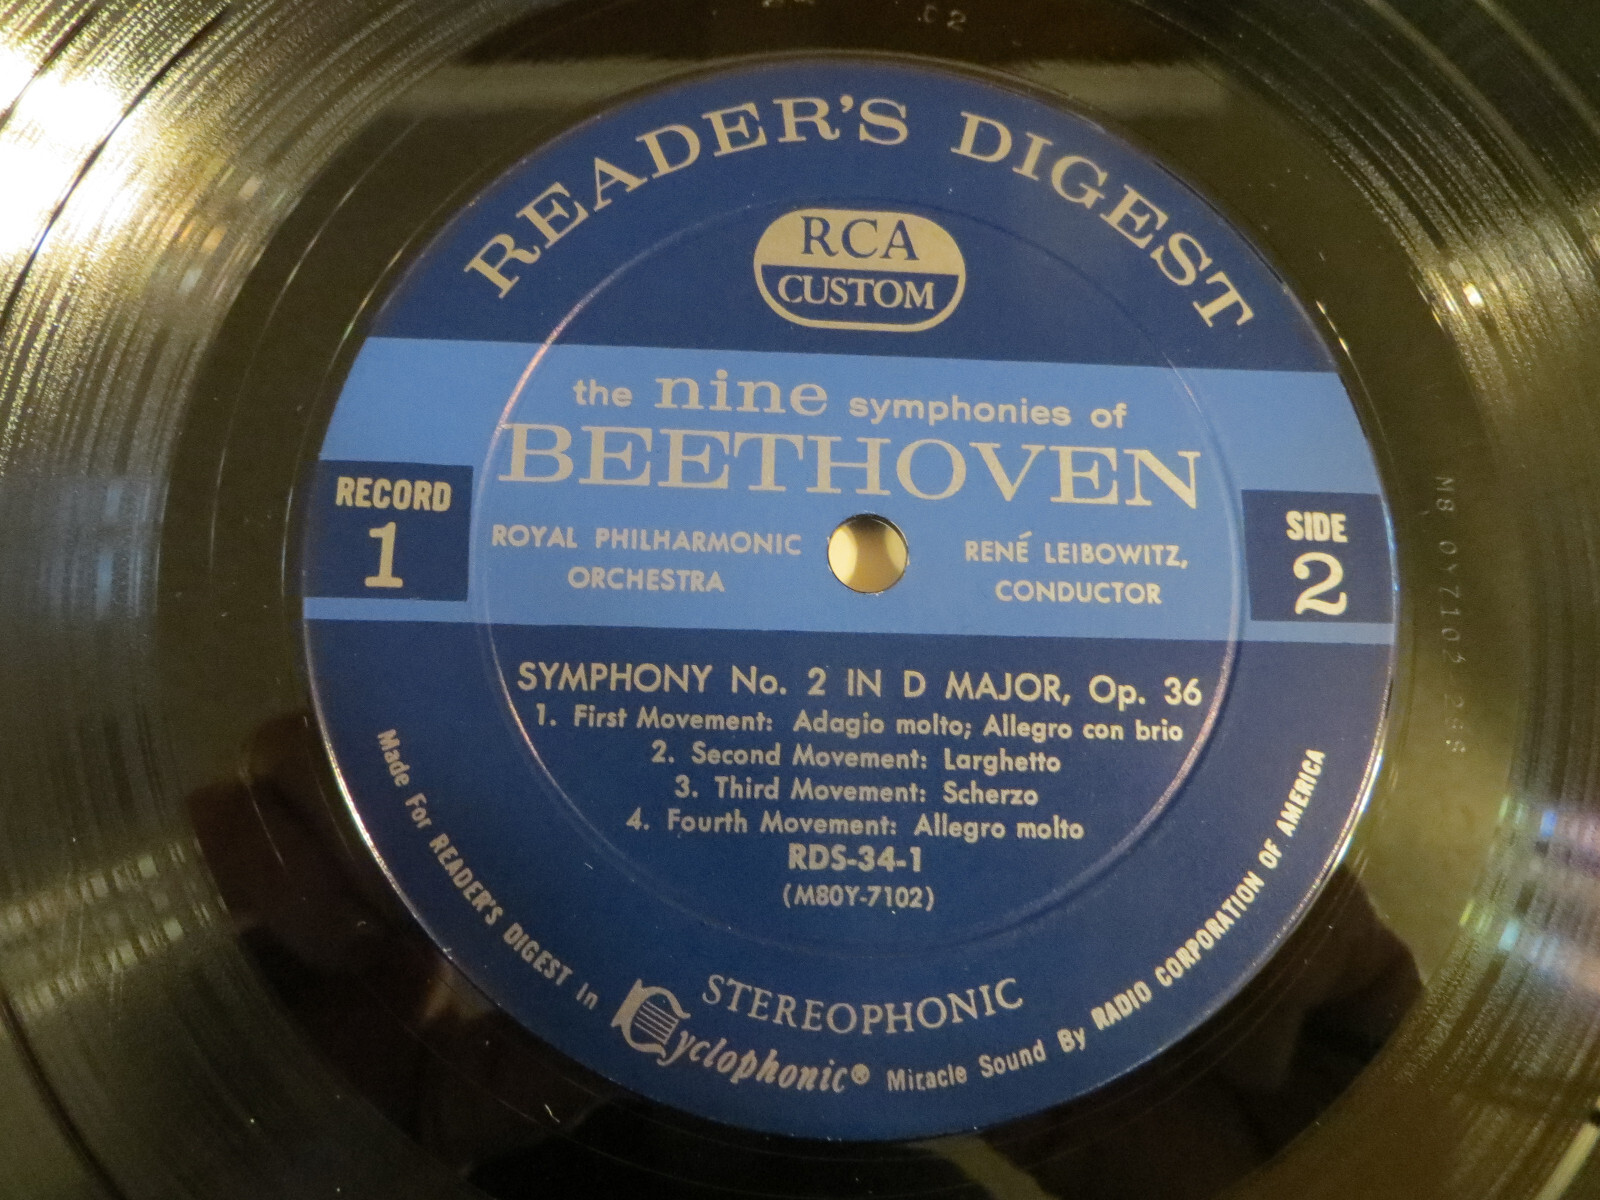 READER'S DIGEST
RCA
CUSTOM
the nine symphonies of
BEETHOVEN
RECORD
1
ROYAL PHILHARMONIC
ORCHESTRA
RENÉ LEIBOWITZ,
CONDUCTOR
SIDE
2
SYMPHONY No. 2 IN D MAJOR, Op. 36
1. First Movement: Adagio molto; Allegro con brio
2. Second Movement: Larghetto
3. Third Movement: Scherzo
4. Fourth Movement: Allegro molto
RDS-34-1
(M80Y-7102)
STEREOPHONIC
Made For READER'S DIGEST In Cyclophonic® Miracle Sound By RADIO CORPORATION OF AMERICA